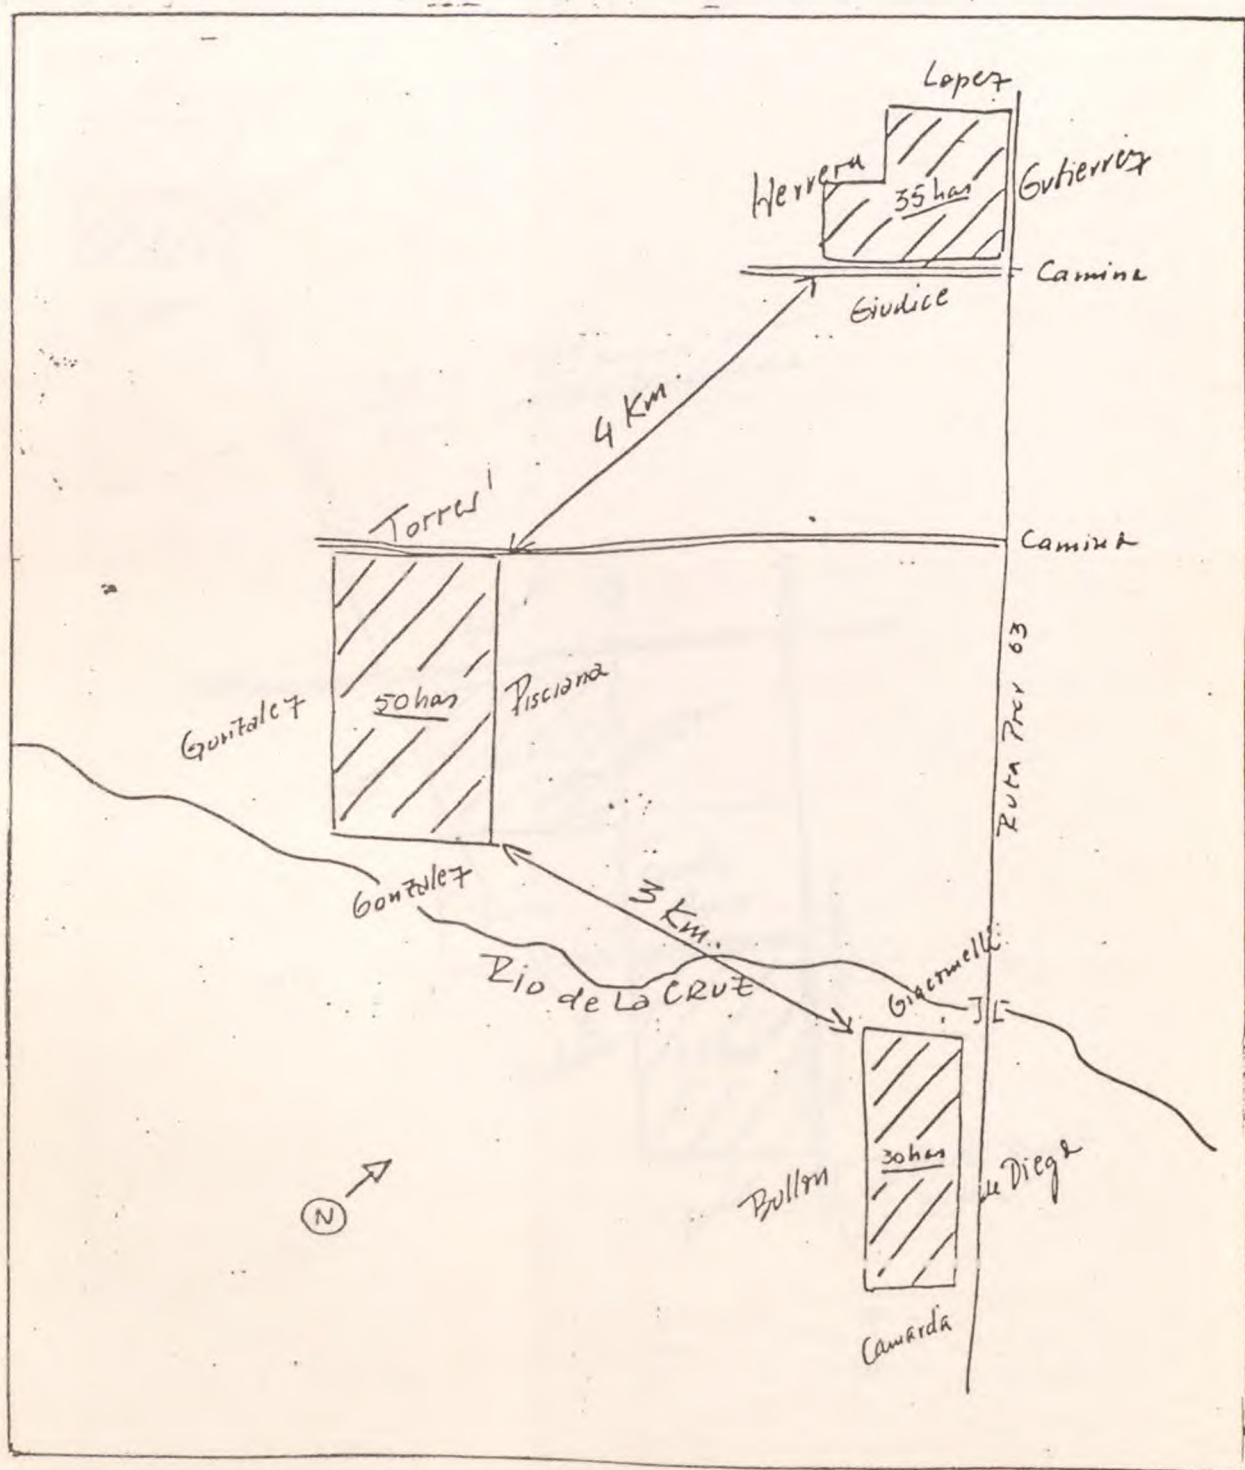 Lopez
Herrera
35 has
Gutierrez
Camino
Giudice
4 Km.
Torres
Camino
50 has
Pisciana
Gonzalez
Ruta Prov 63
Gonzalez
3 Km.
Rio de La CRUZ
Giacomelli
30 has
Bullon
de Diego
N
Camarda